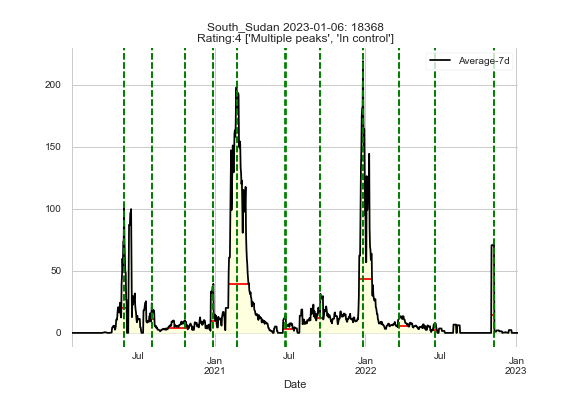 South_Sudan 2023-01-06: 18368
Rating:4 ['Multiple peaks', 'In control']
Average-7d
200
150
100
50
0
Jul
Jan
2021
Jul
Jan
2022
Jul
Jan
2023
Date